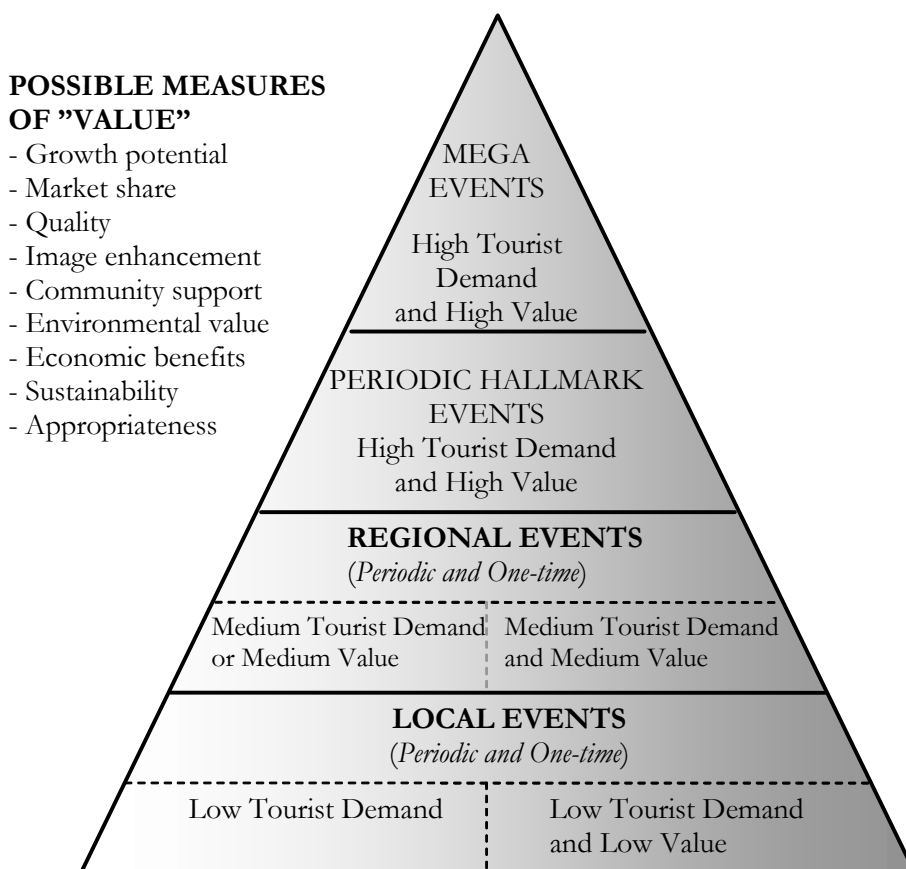 POSSIBLE MEASURES
OF ”VALUE”
- Growth potential
- Market share
- Quality
- Image enhancement
- Community support
- Environmental value
- Economic benefits
- Sustainability
- Appropriateness
MEGA
EVENTS
High Tourist
Demand
and High Value
PERIODIC HALLMARK
EVENTS
High Tourist Demand
and High Value
REGIONAL EVENTS
(Periodic and One-time)
Medium Tourist Demand
or Medium Value
Medium Tourist Demand
and Medium Value
LOCAL EVENTS
(Periodic and One-time)
Low Tourist Demand
Low Tourist Demand
and Low Value